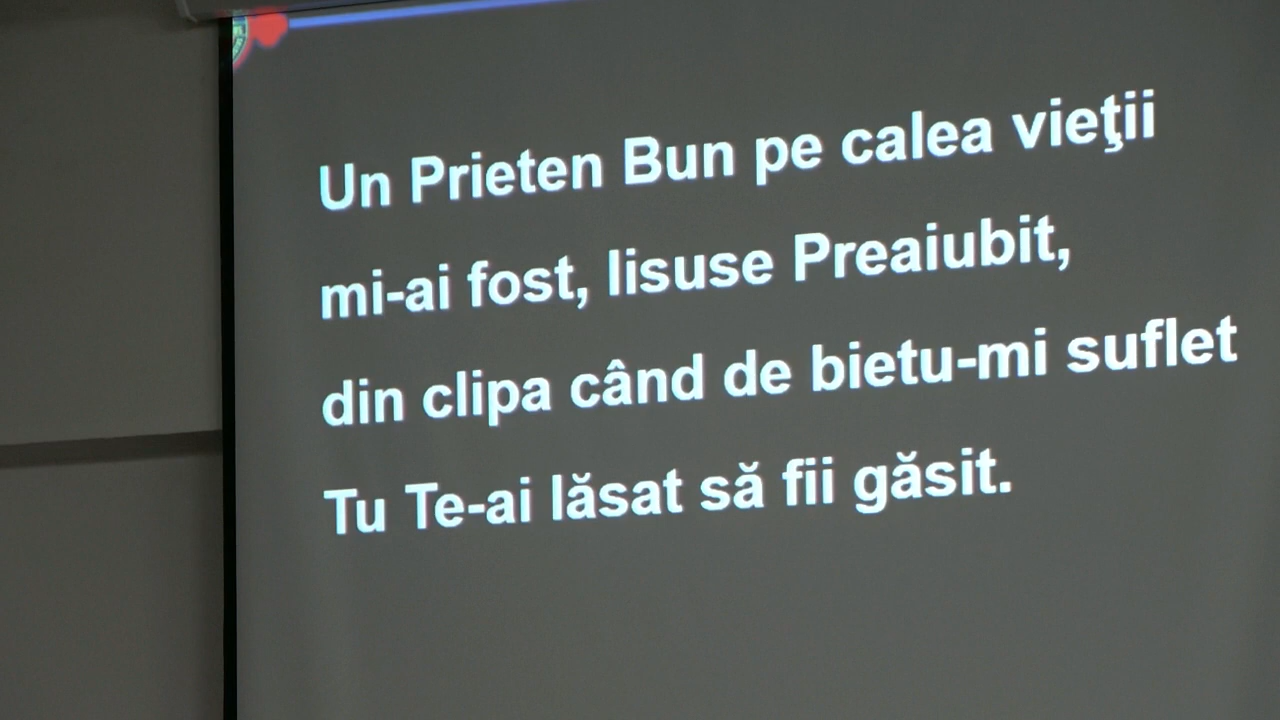 Un Prieten Bun pe calea vieţii
mi-ai fost, Iisuse Preaiubit,
din clipa când de bietu-mi suflet
Tu Te-ai lăsat să fii găsit.